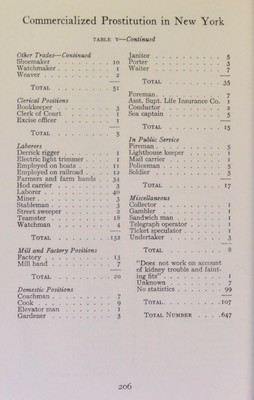 Commercialized Prostitution in New York
TABLE V—Continued
Other Trades—Continued
Shoemaker . . . . . . . 10
Watchmaker . . . . . . 1
Weaver . . . . . . . . 2
TOTAL . . . . . . . 51
Clerical Positions
Bookkeeper . . . . . . 3
Clerk of Court . . . . . 1
Excise officer . . . . . . 1
TOTAL . . . . . . . 5
Laborers
Derrick rigger . . . . . 1
Electric light trimmer . . 1
Employed on boats . . . 11
Employed on railroad . . 12
Farmers and farm hands . 34
Hod carrier . . . . . . 3
Laborer . . . . . . . . 40
Miner . . . . . . . . . 3
Stableman . . . . . . . 3
Street sweeper . . . . . 2
Teamster . . . . . . . 18
Watchman . . . . . . . 4
TOTAL . . . . . . . 132
Mill and Factory Positions
Factory . . . . . . . . 13
Mill hand . . . . . . . 7
TOTAL . . . . . . . 20
Domestic Positions
Coachman . . . . . . . 7
Cook . . . . . . . . . 9
Elevator man . . . . . 1
Gardener . . . . . . . 3
Janitor . . . . . . . . 5
Porter . . . . . . . . 3
Waiter . . . . . . . . 7
TOTAL . . . . . . . 35
Foreman . . . . . . . . 7
Asst. Supt. Life Insurance Co. 1
Conductor . . . . . . . 2
Sea captain . . . . . . 5
TOTAL . . . . . . . 15
In Public Service
Fireman . . . . . . . . 5
Lighthouse keeper . . . 1
Mail carrier . . . . . . 1
Policeman . . . . . . . 5
Soldier . . . . . . . . 5
TOTAL . . . . . . . 17
Miscellaneous
Collector . . . . . . . 1
Gambler . . . . . . . 1
Sandwich man . . . . . 1
Telegraph operator . . . 1
Ticket speculator . . . . 1
Undertaker . . . . . . 3
TOTAL . . . . . . . 8
"Does not work on account
of kidney trouble and faint-
ing fits" . . . . . . . . 1
Unknown . . . . . . . 7
No statistics . . . . . . 99
TOTAL . . . . . . . 107
TOTAL NUMBER . . . 647
206